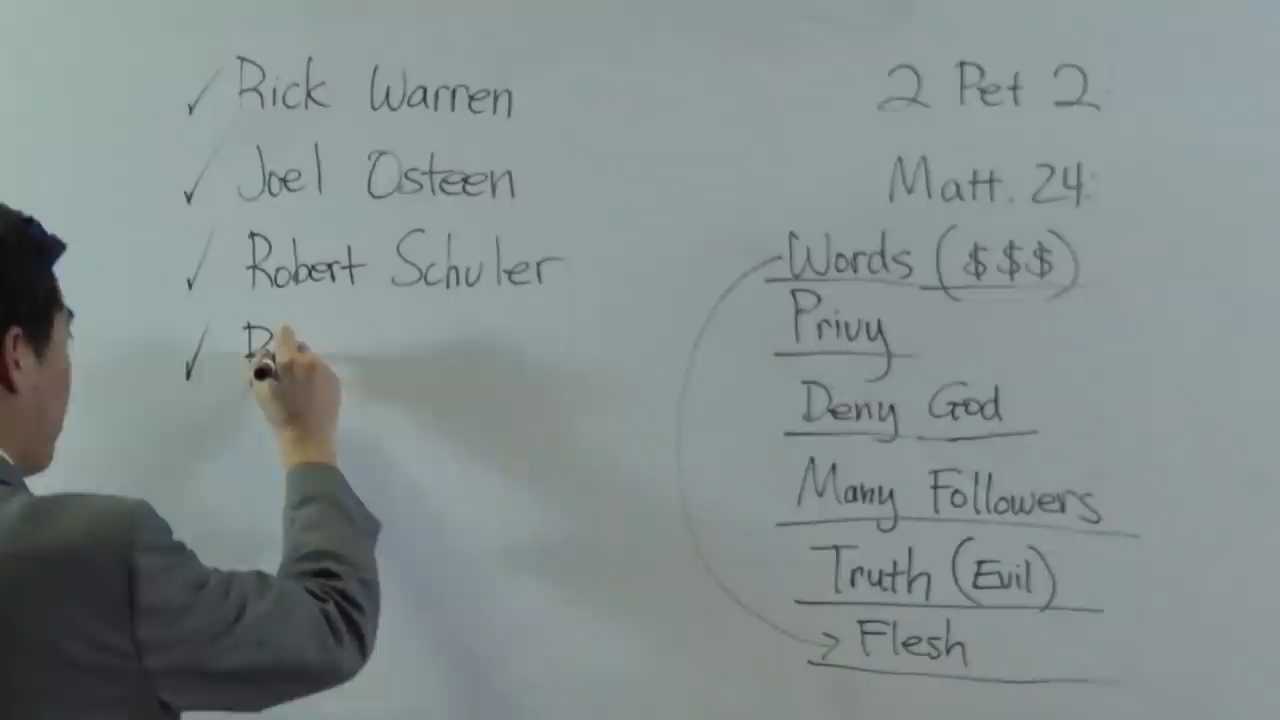 ✓ Rick Warren
✓ Joel Osteen
✓ Robert Schuler
✓
2 Pet 2
Matt. 24:
Words ($$$)
Privy
Deny God
Many Followers
Truth (Evil)
→ Flesh